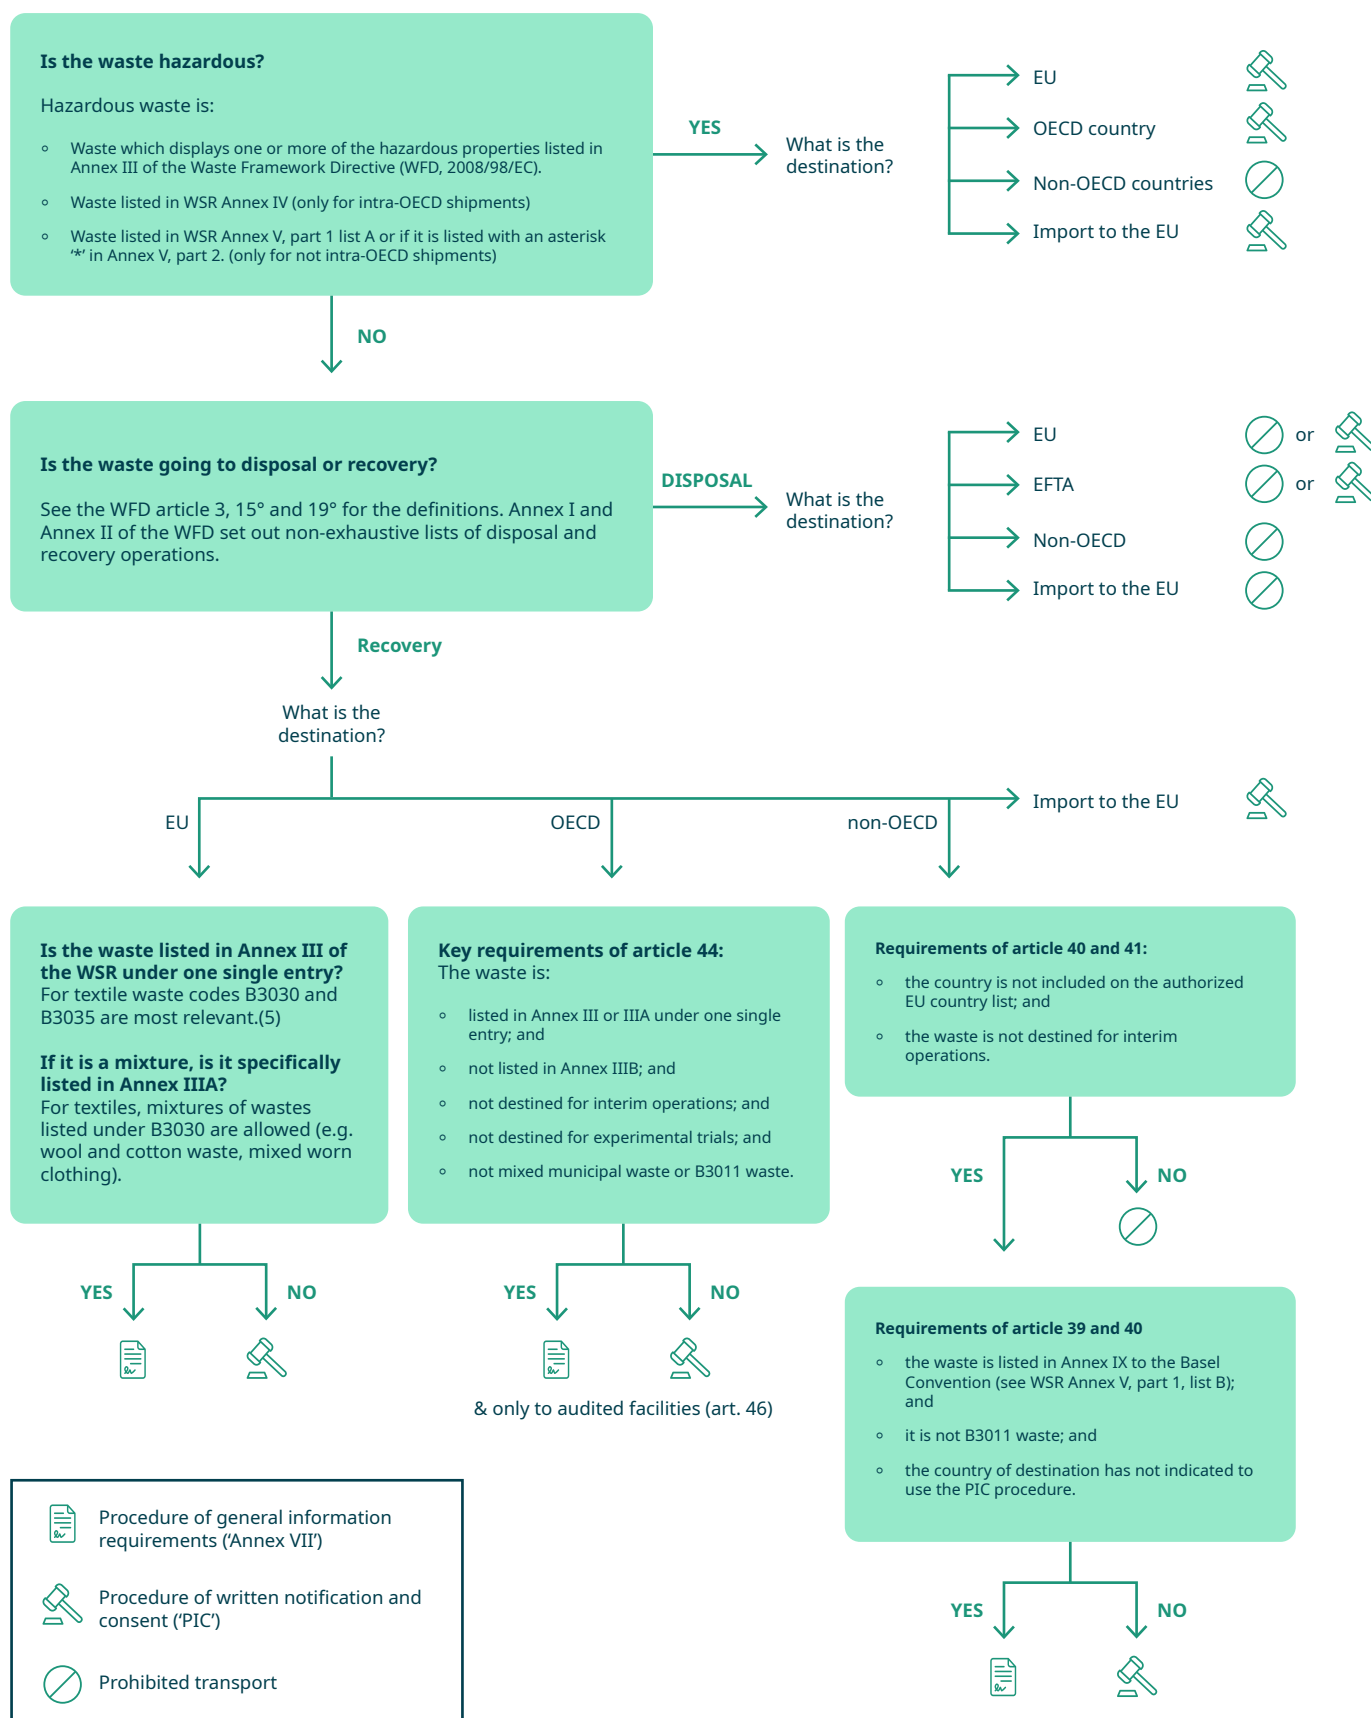 Is the waste hazardous?
Hazardous waste is:
Waste which displays one or more of the hazardous properties listed in
Annex III of the Waste Framework Directive (WFD, 2008/98/EC).
Waste listed in WSR Annex IV (only for intra-OECD shipments)
Waste listed in WSR Annex V, part 1 list A or if it is listed with an asterisk
‘*’ in Annex V, part 2. (only for not intra-OECD shipments)
YES
What is the
destination?
EU
OECD country
Non-OECD countries
Import to the EU
NO
Is the waste going to disposal or recovery?
See the WFD article 3, 15° and 19° for the definitions. Annex I and
Annex II of the WFD set out non-exhaustive lists of disposal and
recovery operations.
DISPOSAL
What is the
destination?
EU
or
EFTA
or
Non-OECD
Import to the EU
Recovery
What is the
destination?
EU
OECD
non-OECD
Import to the EU
Is the waste listed in Annex III of
the WSR under one single entry?
For textile waste codes B3030 and
B3035 are most relevant.(5)
If it is a mixture, is it specifically
listed in Annex IIIA?
For textiles, mixtures of wastes
listed under B3030 are allowed (e.g.
wool and cotton waste, mixed worn
clothing).
YES
NO
Key requirements of article 44:
The waste is:
listed in Annex III or IIIA under one single
entry; and
not listed in Annex IIIB; and
not destined for interim operations; and
not destined for experimental trials; and
not mixed municipal waste or B3011 waste.
YES
NO
& only to audited facilities (art. 46)
Requirements of article 40 and 41:
the country is not included on the authorized
EU country list; and
the waste is not destined for interim
operations.
YES
NO
Requirements of article 39 and 40
the waste is listed in Annex IX to the Basel
Convention (see WSR Annex V, part 1, list B);
and
it is not B3011 waste; and
the country of destination has not indicated to
use the PIC procedure.
YES
NO
Procedure of general information
requirements (‘Annex VII’)
Procedure of written notification and
consent (‘PIC’)
Prohibited transport